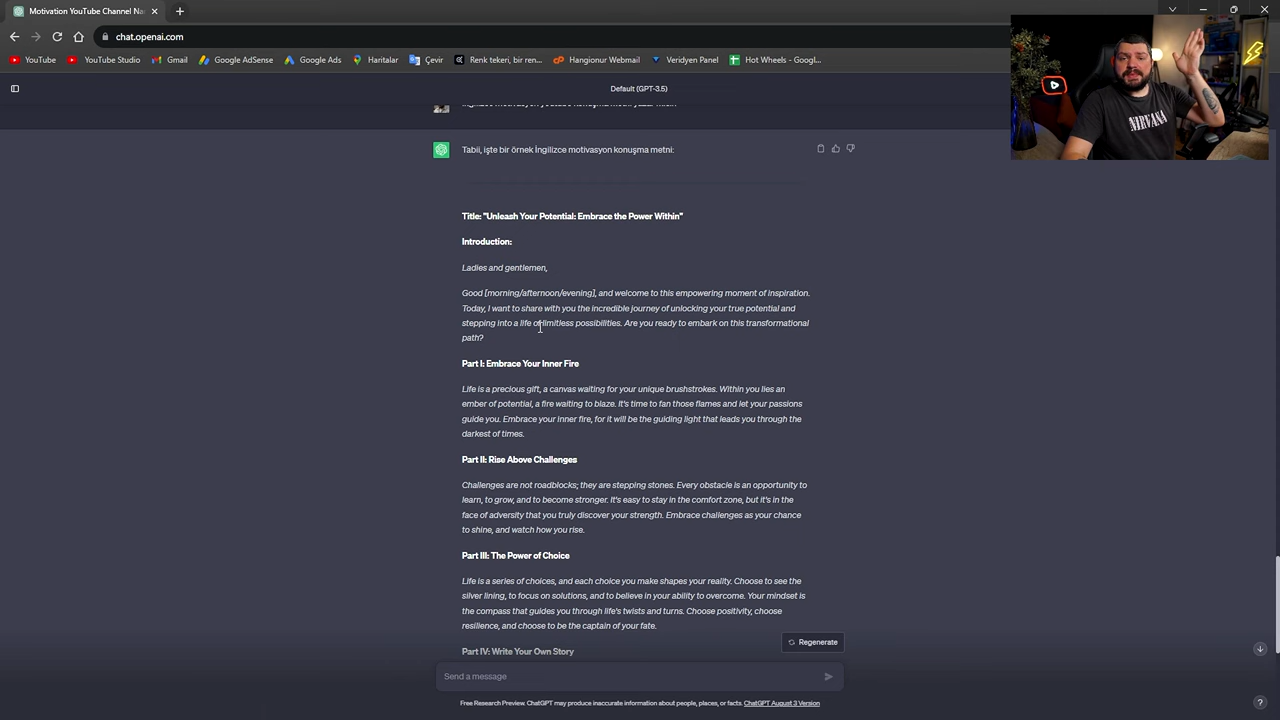 Motivation YouTube Channel Na
chat.openai.com
YouTube
YouTube Studio
Gmail
Google AdSense
Google Ads
Çevir
Renk tekeri, bir ren...
Hangionur Webmail
Haritalar
Veridyen Panel
Hot Wheels - Googl...
Default (GPT-3.5)
Tabii, işte bir örnek İngilizce motivasyon konuşma metni:
Title: "Unleash Your Potential: Embrace the Power Within"
Introduction:
Ladies and gentlemen,
Good [morning/afternoon/evening], and welcome to this empowering moment of inspiration.
Today, I want to share with you the incredible journey of unlocking your true potential and
stepping into a life of limitless possibilities. Are you ready to embark on this transformational
path?
Part I: Embrace Your Inner Fire
Life is a precious gift, a canvas waiting for your unique brushstrokes. Within you lies an
ember of potential, a fire waiting to blaze. It's time to fan those flames and let your passions
guide you. Embrace your inner fire, for it will be the guiding light that leads you through the
darkest of times.
Part II: Rise Above Challenges
Challenges are not roadblocks; they are stepping stones. Every obstacle is an opportunity to
learn, to grow, and to become stronger. It's easy to stay in the comfort zone, but it's in the
face of adversity that you truly discover your strength. Embrace challenges as your chance
to shine, and watch how you rise.
Part III: The Power of Choice
Life is a series of choices, and each choice you make shapes your reality. Choose to see the
silver lining, to focus on solutions, and to believe in your ability to overcome. Your mindset is
the compass that guides you through life's twists and turns. Choose positivity, choose
resilience, and choose to be the captain of your fate.
Part IV: Write Your Own Story
Regenerate
Send a message
Free Research Preview. ChatGPT may produce inaccurate information about people, places, or facts. ChatGPT August 3 Version
NIRVANA